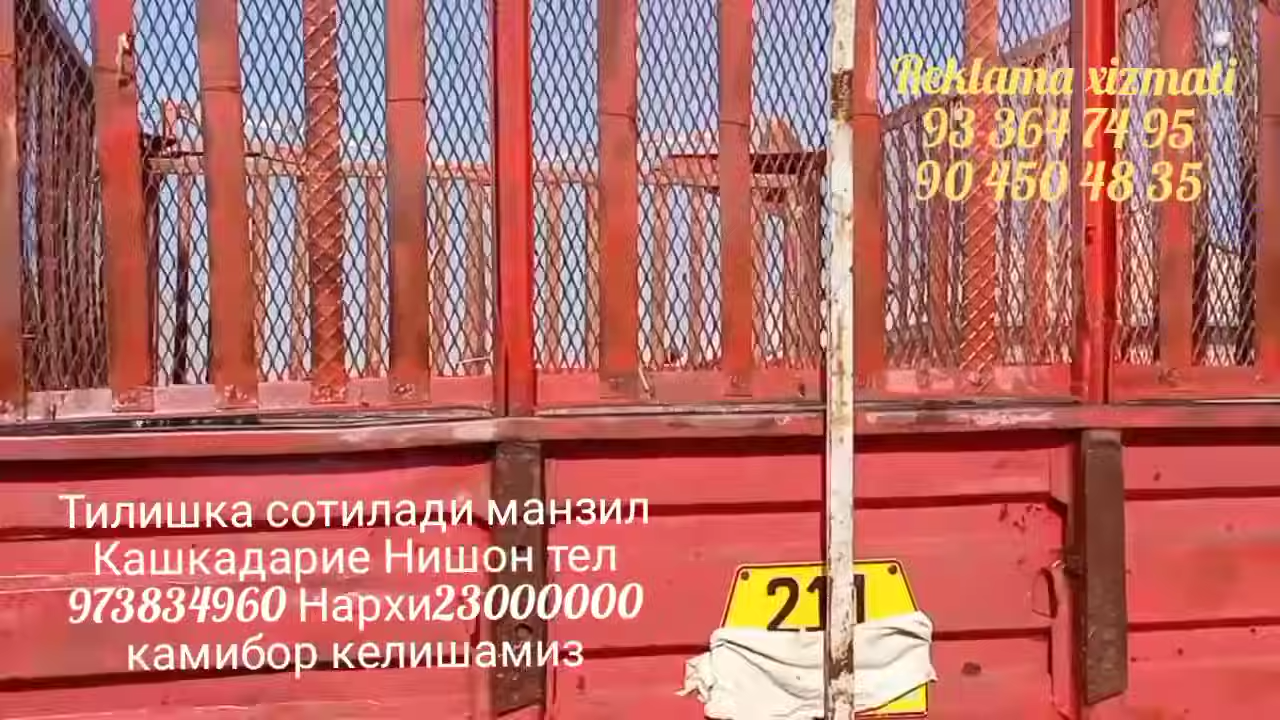 Reklama xizmati
93 364 74 95
90 450 48 35
Тилишка сотилади манзил
Кашкадарие Нишон тел
973834960 Нархи23000000
камибор келишамиз